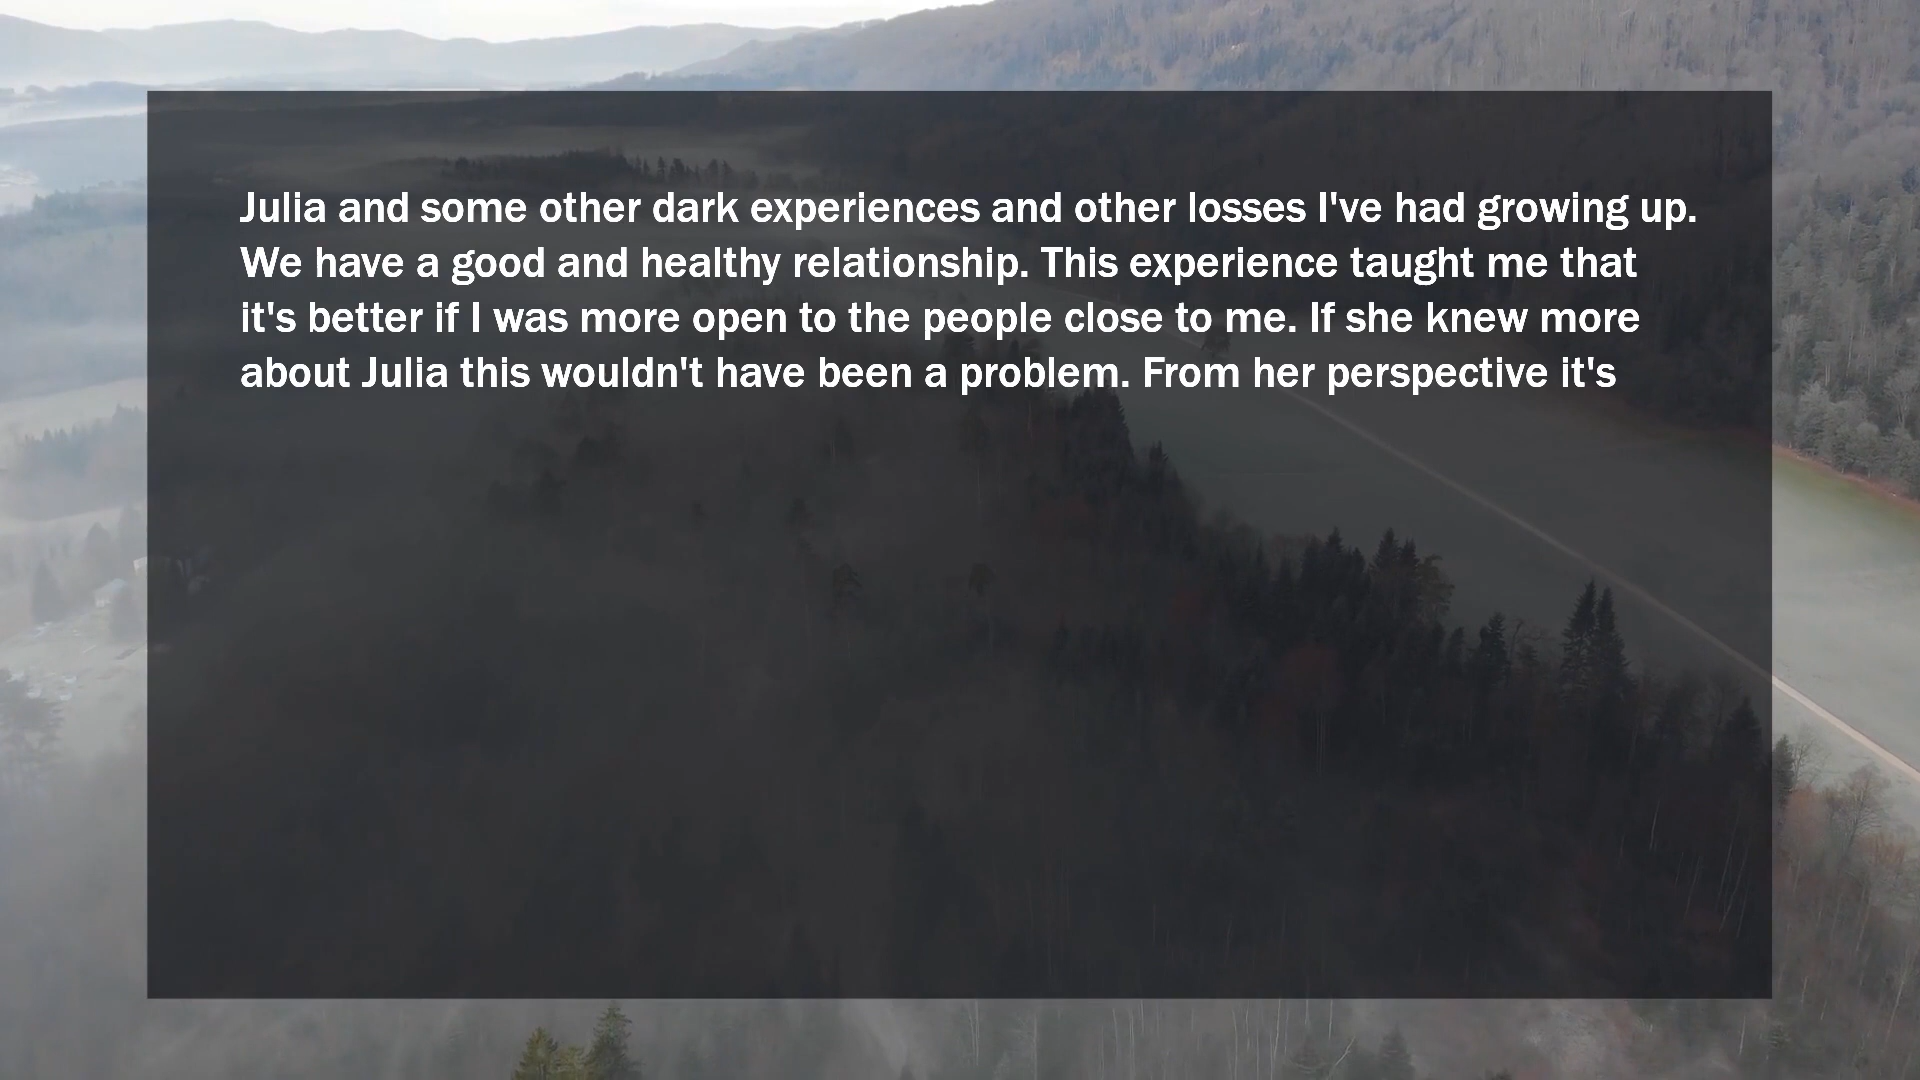 Julia and some other dark experiences and other losses I've had growing up.
We have a good and healthy relationship. This experience taught me that
it's better if I was more open to the people close to me. If she knew more
about Julia this wouldn't have been a problem. From her perspective it's